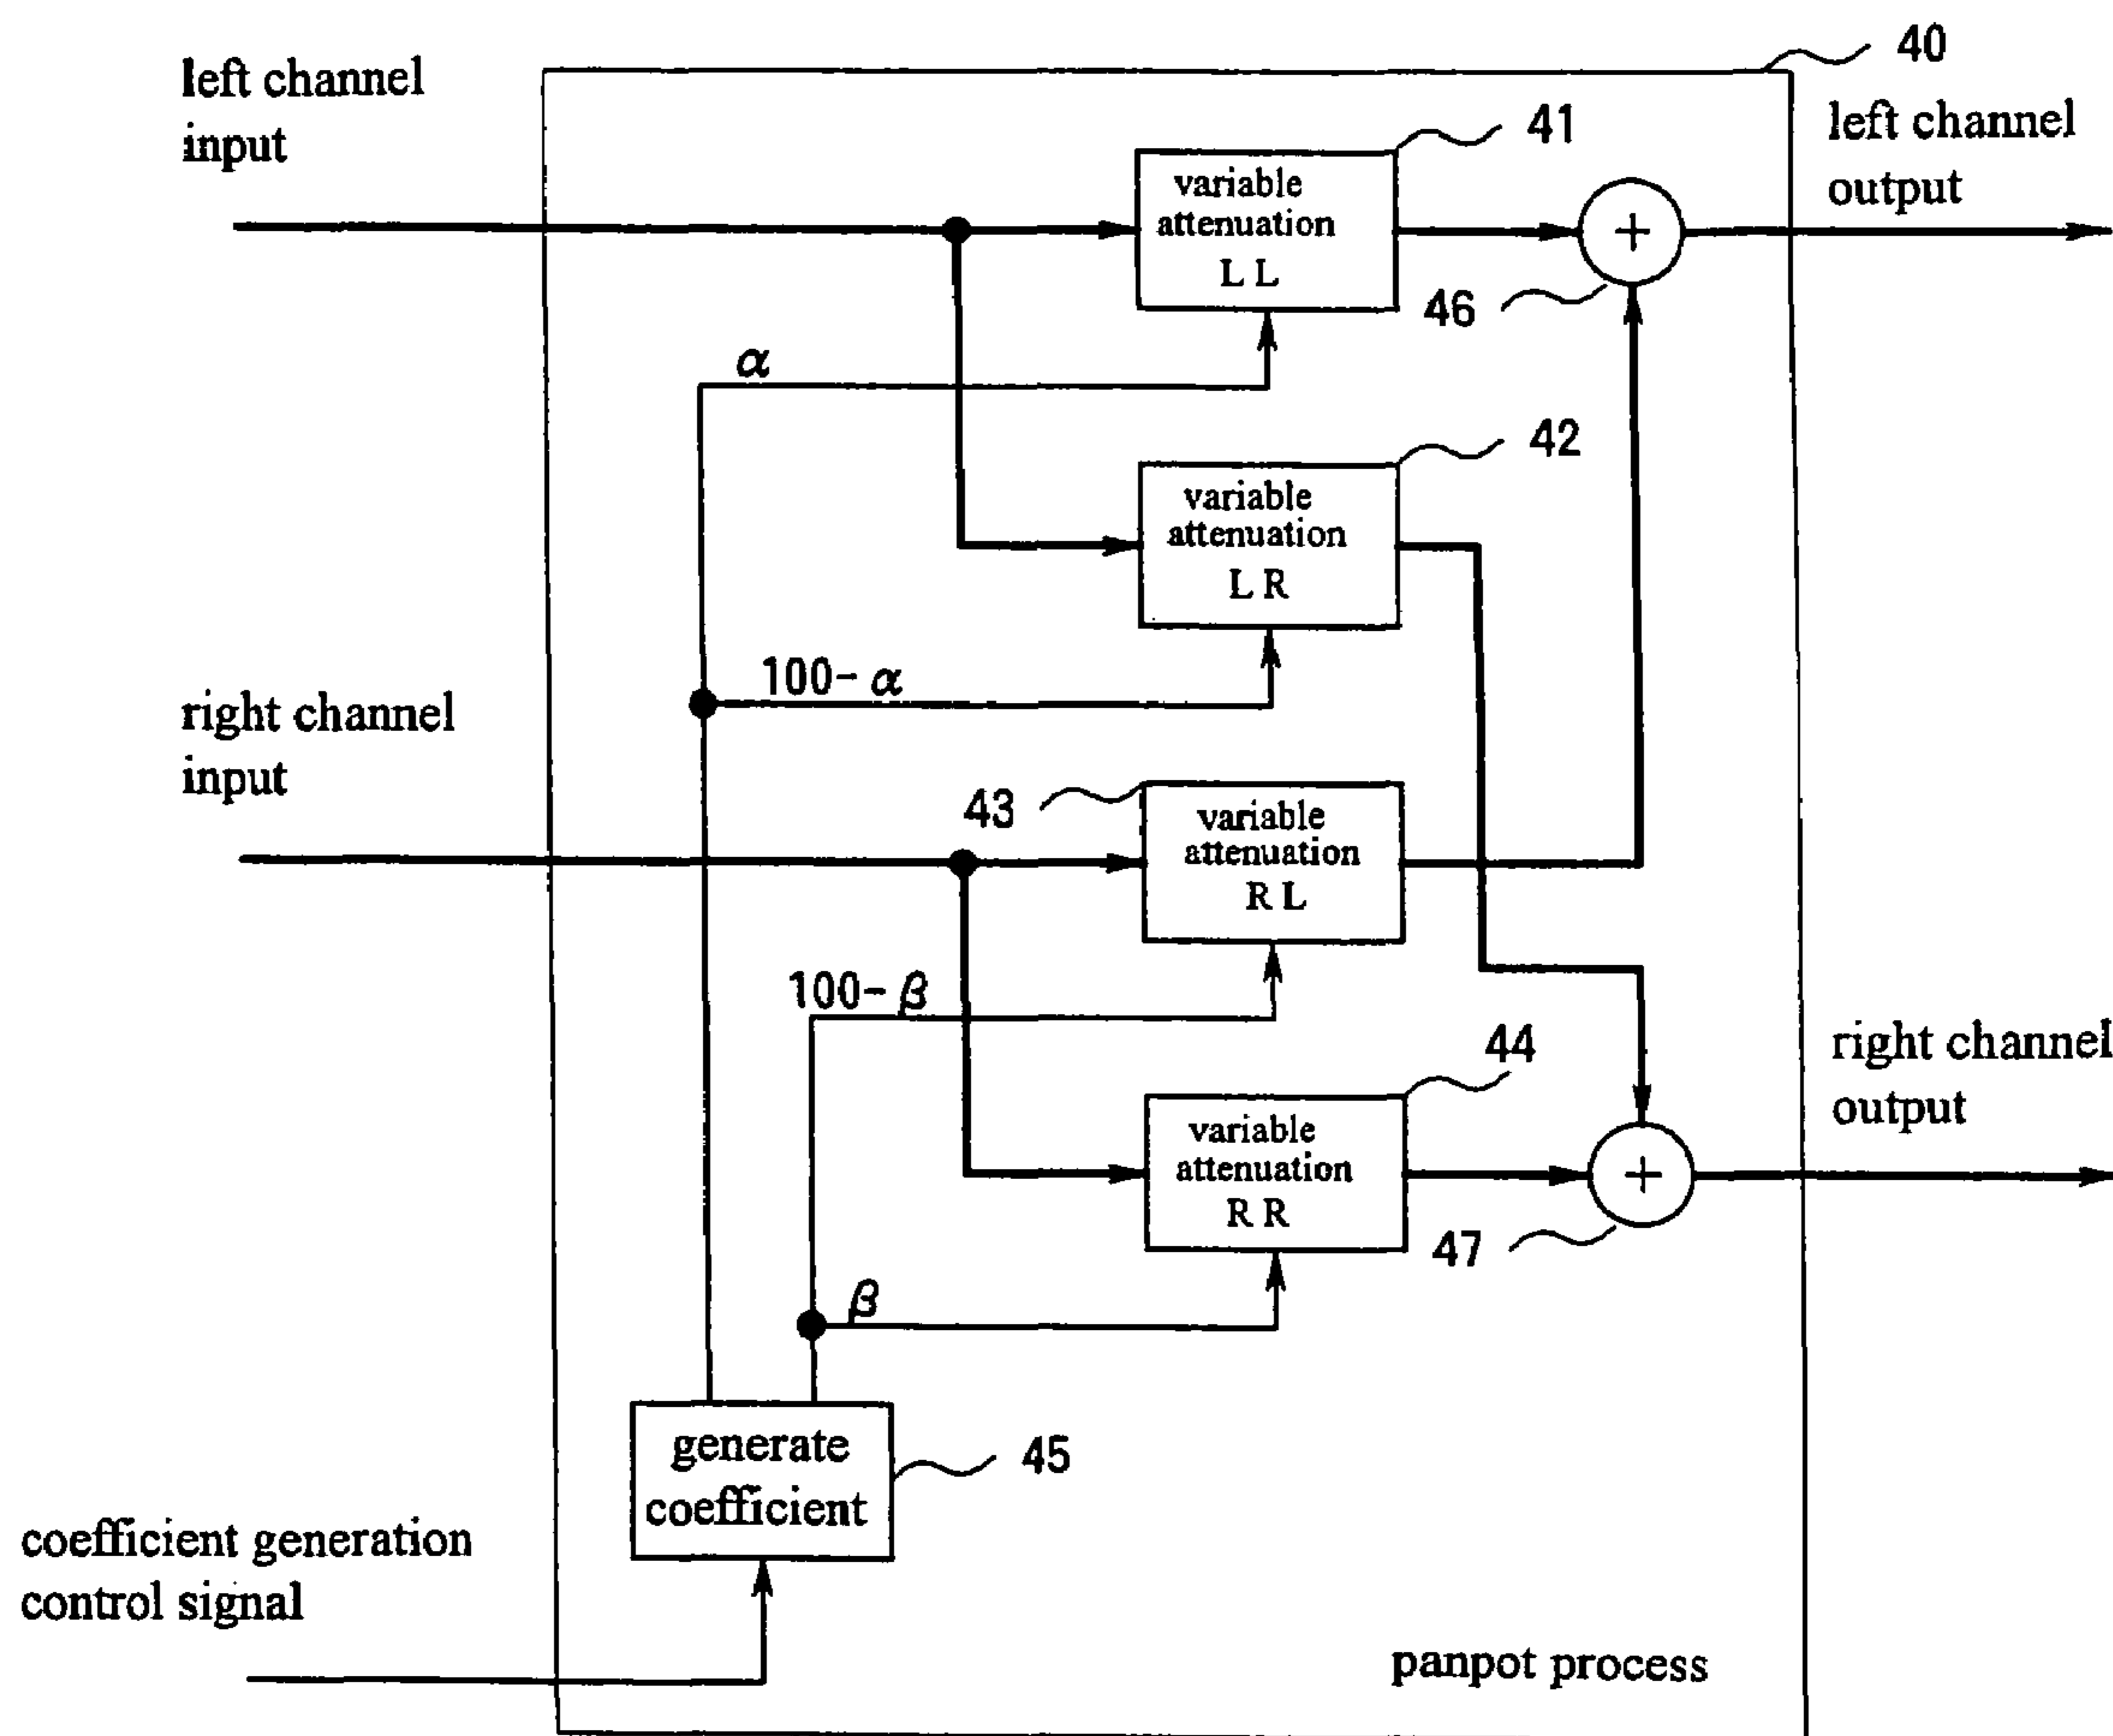 40
left channel
input
41
left channel
output
variable
attenuation
L L
+
46
α
42
variable
attenuation
L R
100-α
right channel
input
43
variable
attenuation
R L
100-β
44
right channel
output
variable
attenuation
R R
+
47
β
generate
coefficient
45
coefficient generation
control signal
panpot process